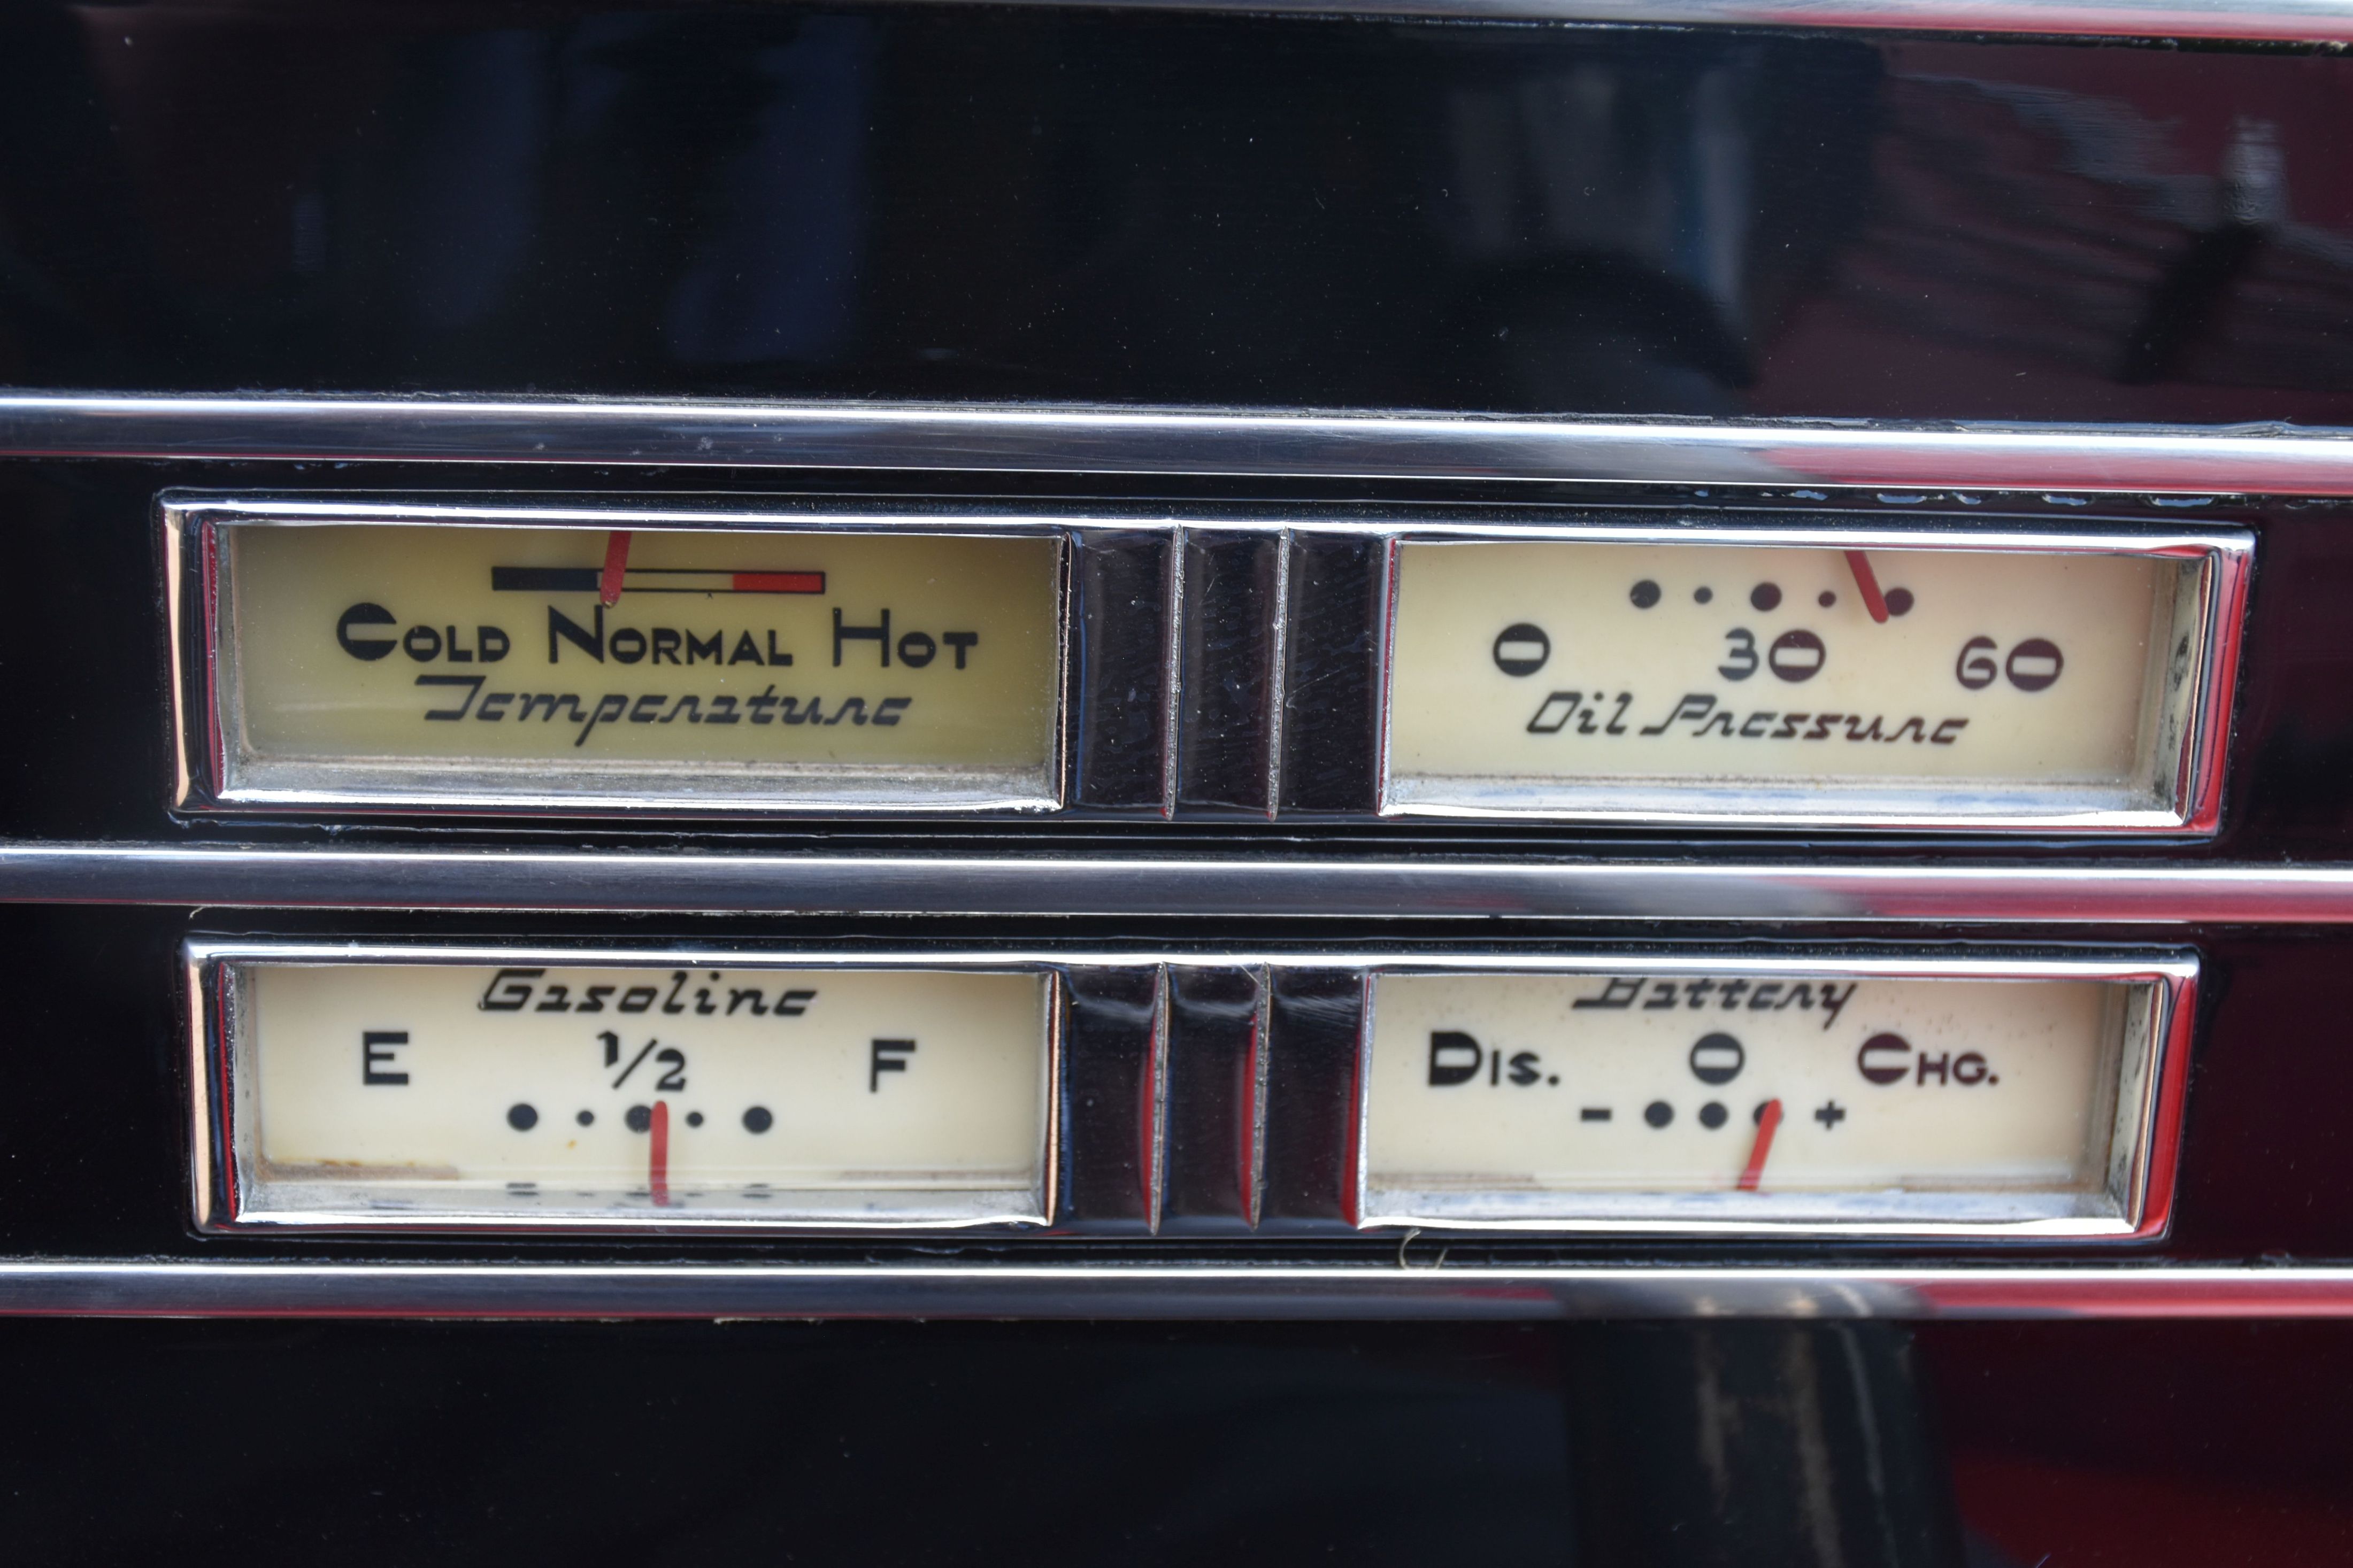 COLD NORMAL HOT
Temperature
0 30 60
Oil Pressure
Gasoline
E 1/2 F
Battery
DIS. 0 CHG.
- +